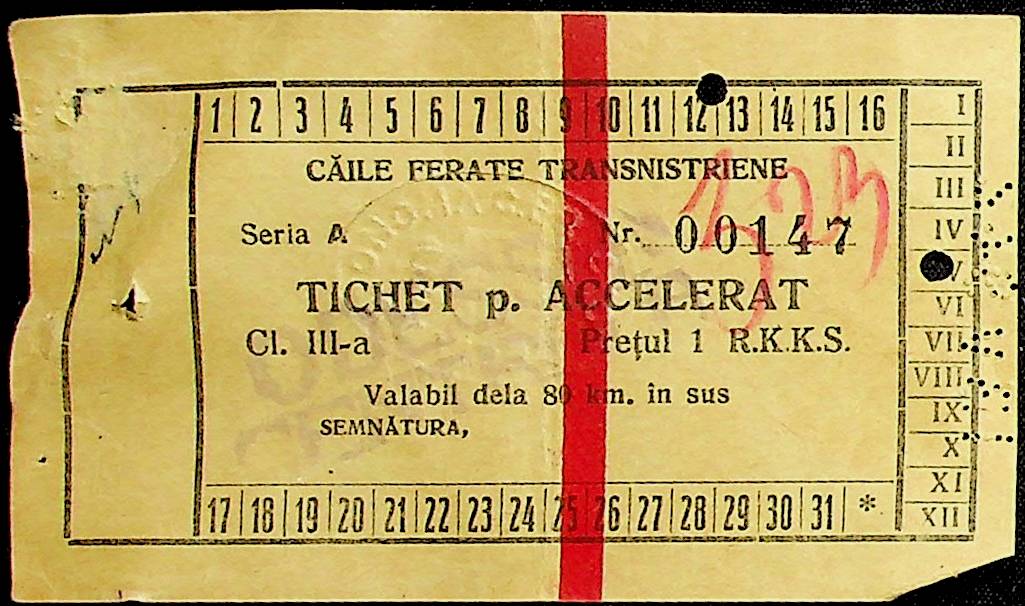 1 2 3 4 5 6 7 8 9 10 11 12 13 14 15 16
CĂILE FERATE TRANSNISTRIENE
Seria A Nr. 00147
TICHET p. ACCELERAT
Cl. III-a Prețul 1 R.K.K.S.
Valabil dela 80 km. în sus
SEMNĂTURA,
17 18 19 20 21 22 23 24 25 26 27 28 29 30 31 *
I
II
III
IV
V
VI
VII
VIII
IX
X
XI
XII